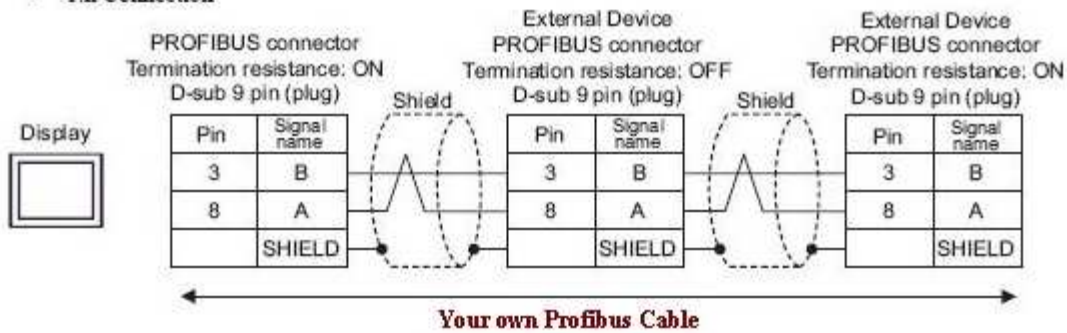 External Device
External Device
PROFIBUS connector
PROFIBUS connector
PROFIBUS connector
Termination resistance: ON
Termination resistance: OFF
Termination resistance: ON
D-sub 9 pin (plug)
Shield
D-sub 9 pin (plug)
Shield
D-sub 9 pin (plug)
Display
Pin
Signal
name
Pin
Signal
name
Pin
Signal
name
3
B
3
B
3
B
8
A
8
A
8
A
SHIELD
SHIELD
SHIELD
Your own Profibus Cable